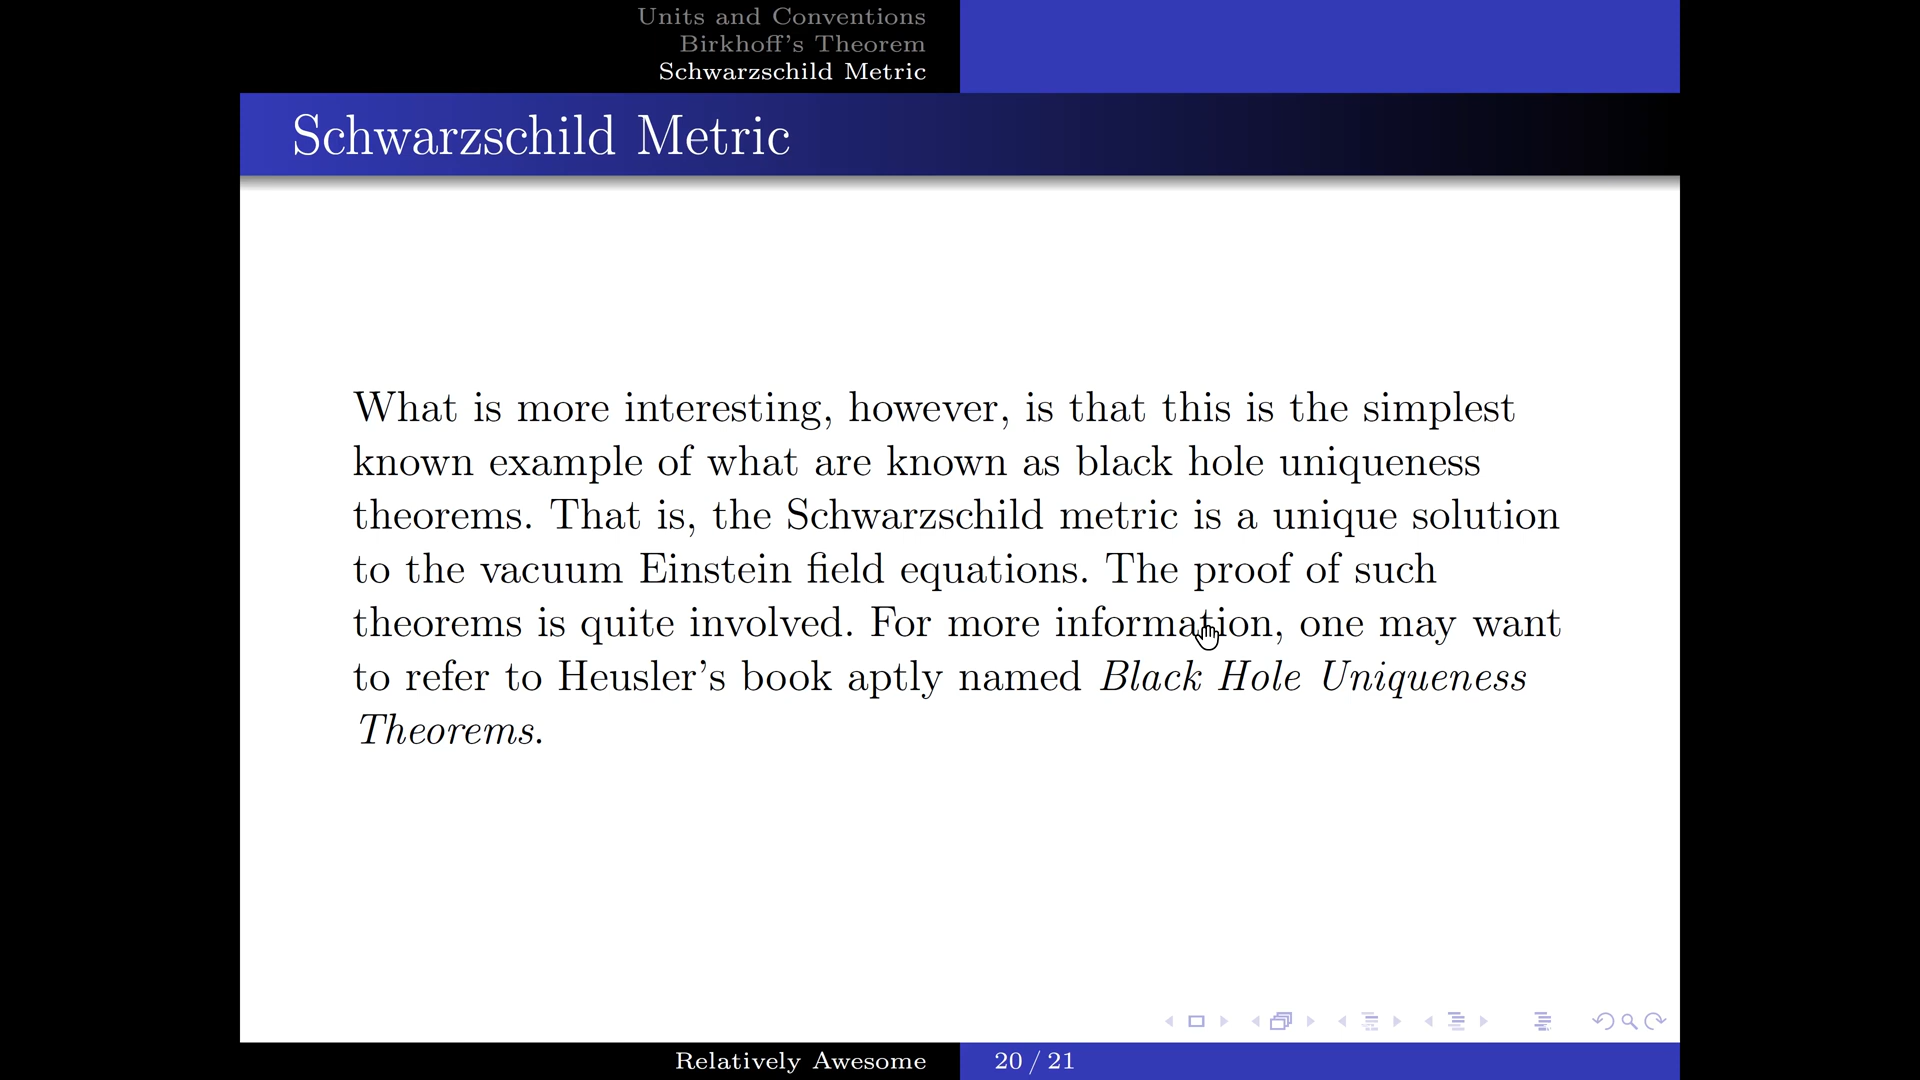 Units and Conventions
Birkhoff's Theorem
Schwarzschild Metric
Schwarzschild Metric
What is more interesting, however, is that this is the simplest
known example of what are known as black hole uniqueness
theorems. That is, the Schwarzschild metric is a unique solution
to the vacuum Einstein field equations. The proof of such
theorems is quite involved. For more information, one may want
to refer to Heusler's book aptly named Black Hole Uniqueness
Theorems.
Relatively Awesome
20 / 21